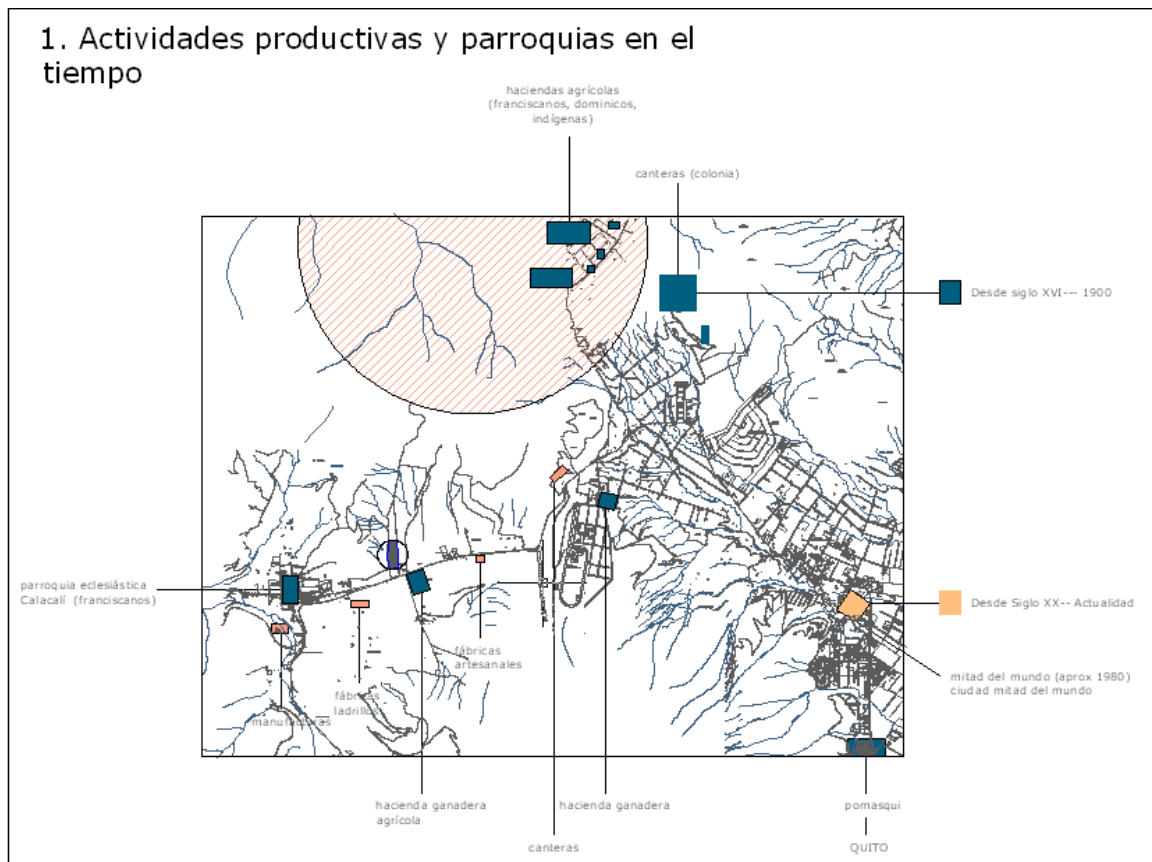 1. Actividades productivas y parroquias en el
tiempo
haciendas agrícolas
(franciscanos, dominicos,
indígenas)
canteras (colonia)
Desde siglo XVI--- 1900
parroquia eclesiástica
Calacalí (franciscanos)
Desde Siglo XX-- Actualidad
fábricas
artesanales
mitad del mundo (aprox 1980)
ciudad mitad del mundo
fábricas
ladrillos
manufacturas
hacienda ganadera
agrícola
hacienda ganadera
pomasqui
canteras
QUITO